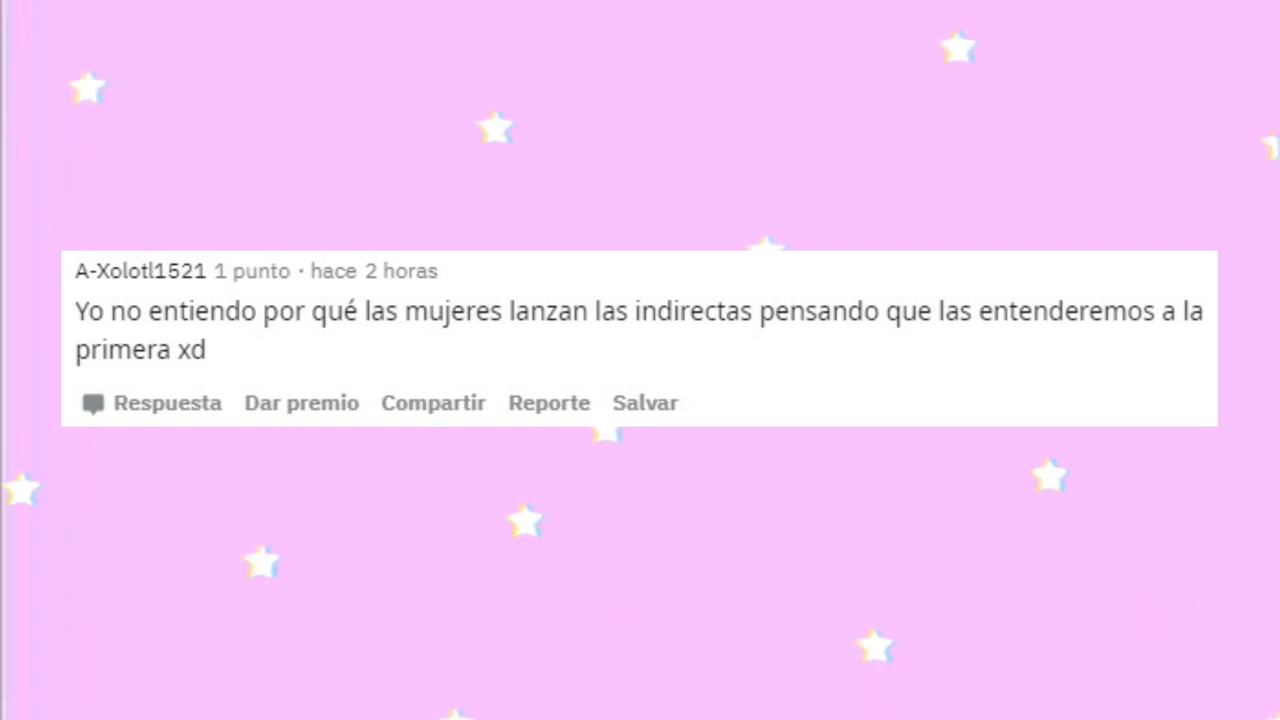 A-Xolotl1521 1 punto · hace 2 horas
Yo no entiendo por qué las mujeres lanzan las indirectas pensando que las entenderemos a la
primera xd
Respuesta Dar premio Compartir Reporte Salvar